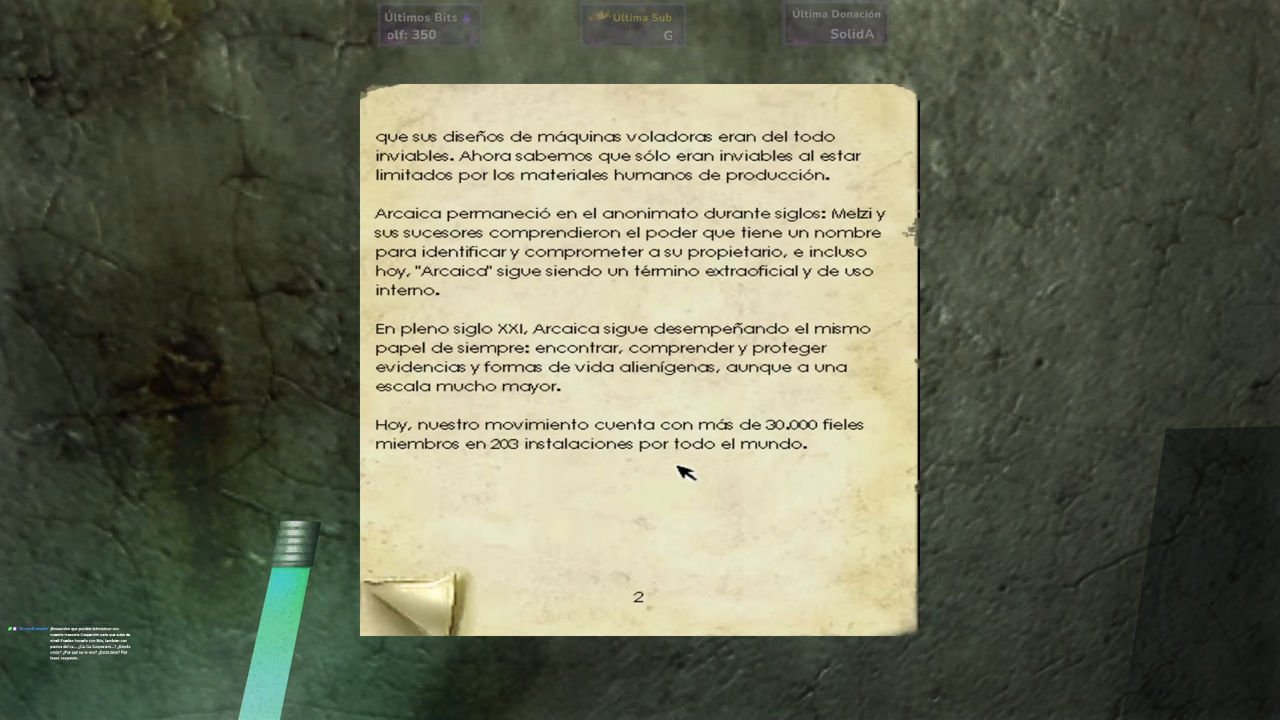 Últimos Bits
olf: 350
Última Sub
G
Última Donación
SolidA
que sus diseños de máquinas voladoras eran del todo
inviables. Ahora sabemos que sólo eran inviables al estar
limitados por los materiales humanos de producción.
Arcaica permaneció en el anonimato durante siglos: Melzi y
sus sucesores comprendieron el poder que tiene un nombre
para identificar y comprometer a su propietario, e incluso
hoy, "Arcaica" sigue siendo un término extraoficial y de uso
interno.
En pleno siglo XXI, Arcaica sigue desempeñando el mismo
papel de siempre: encontrar, comprender y proteger
evidencias y formas de vida alienígenas, aunque a una
escala mucho mayor.
Hoy, nuestro movimiento cuenta con más de 30.000 fieles
miembros en 203 instalaciones por todo el mundo.
2